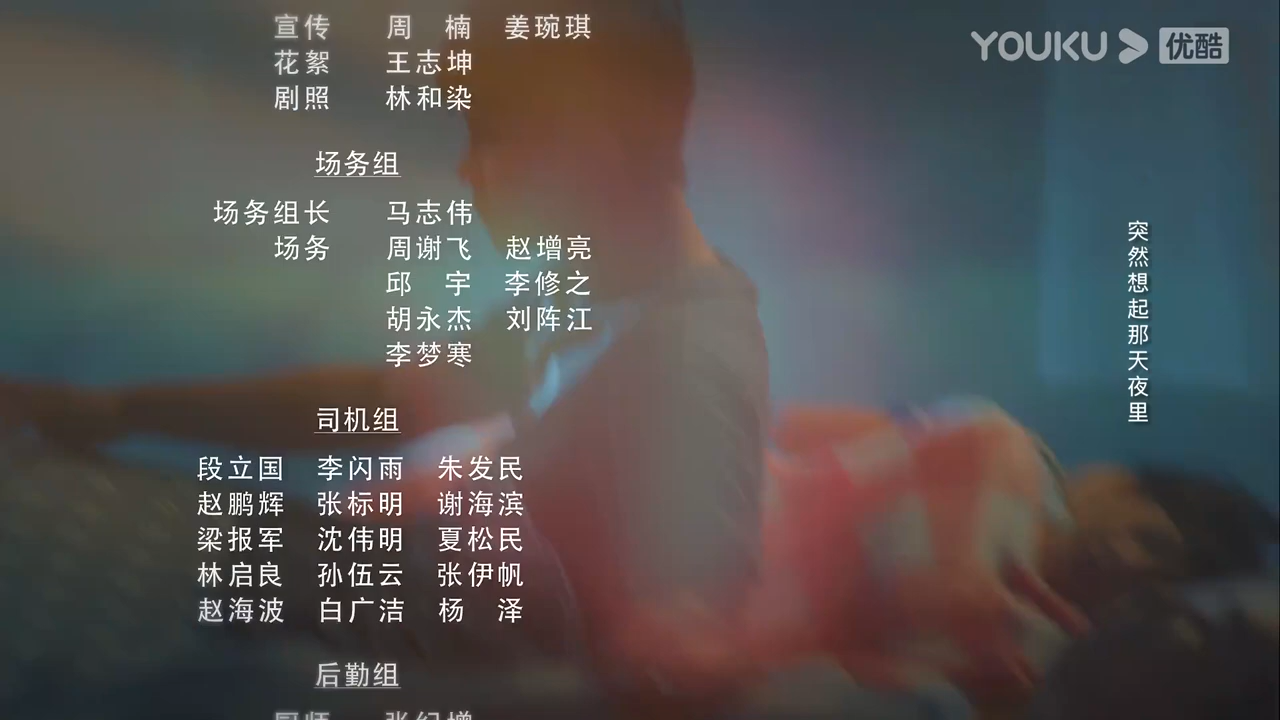 宣传 周 楠 姜琬琪
花絮 王志坤
剧照 林和染
场务组
场务组长 马志伟
场务 周谢飞 赵增亮
邱 宇 李修之
胡永杰 刘阵江
李梦寒
司机组
段立国 李闪雨 朱发民
赵鹏辉 张标明 谢海滨
梁报军 沈伟明 夏松民
林启良 孙伍云 张伊帆
赵海波 白广洁 杨 泽
后勤组
厨师 张纪增
YOUKU 优酷
突然想起那天夜里